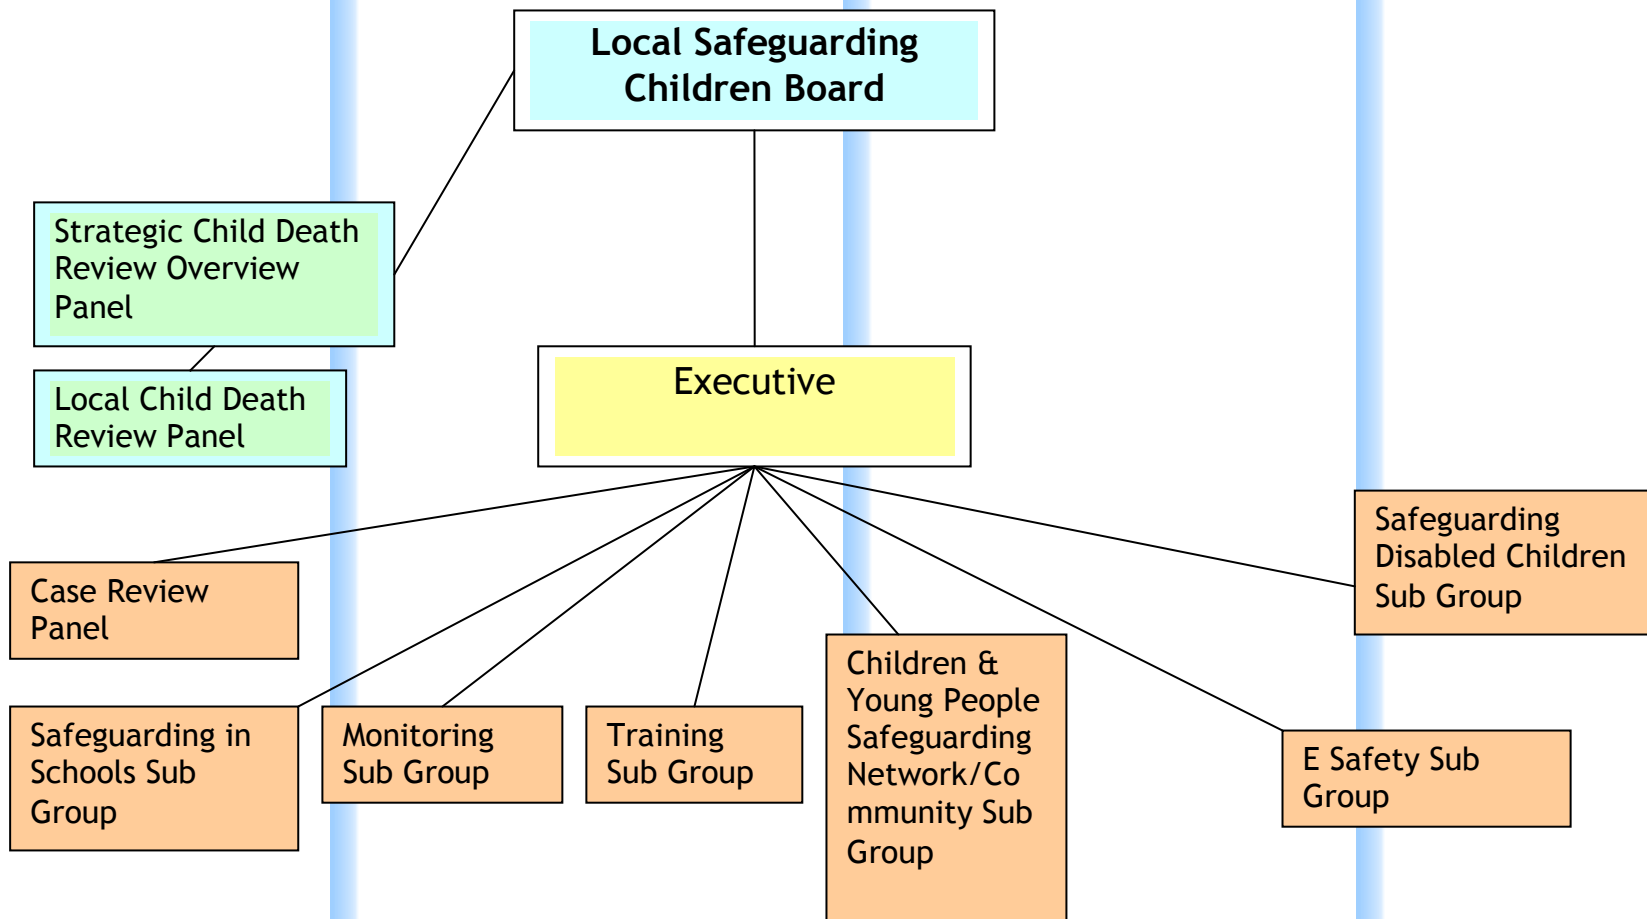 Local Safeguarding
Children Board
Strategic Child Death
Review Overview
Panel
Local Child Death
Review Panel
Executive
Safeguarding
Disabled Children
Sub Group
Case Review
Panel
Safeguarding in
Schools Sub
Group
Monitoring
Sub Group
Training
Sub Group
Children &
Young People
Safeguarding
Network/Co
mmunity Sub
Group
E Safety Sub
Group